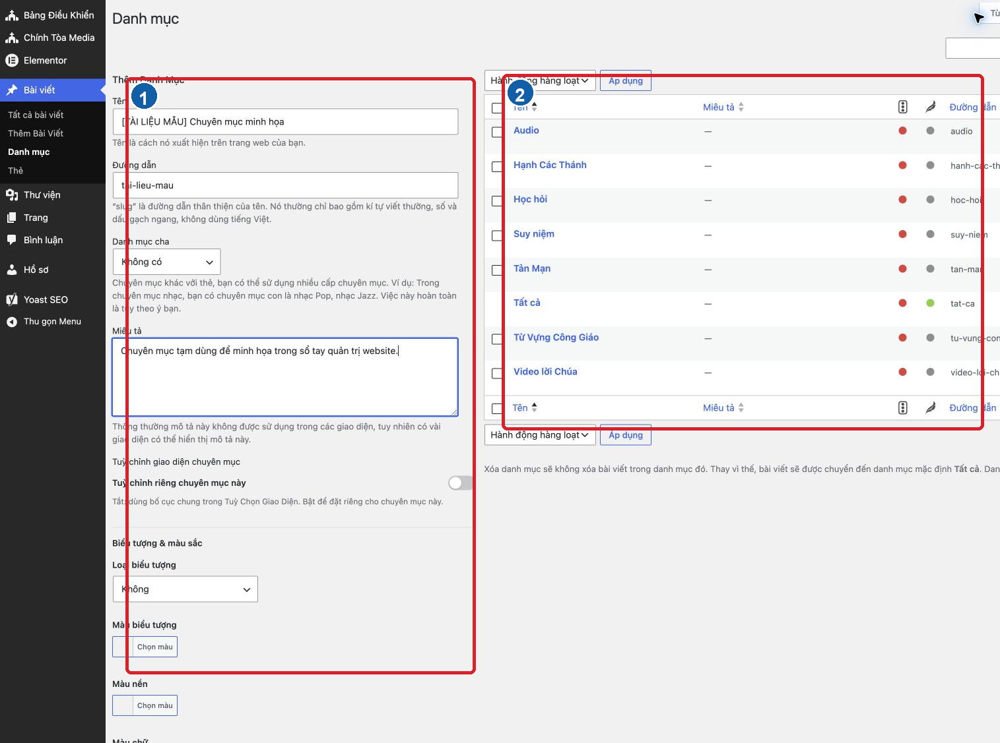 Bảng Điều Khiển
Chính Tòa Media
Elementor
Bài viết
Tất cả bài viết
Thêm Bài Viết
Danh mục
Thẻ
Thư viện
Trang
Bình luận
Hồ sơ
Yoast SEO
Thu gọn Menu
Danh mục
Thêm Danh Mục
1
Tên
[TÀI LIỆU MẪU] Chuyên mục minh họa
Tên là cách nó xuất hiện trên trang web của bạn.
Đường dẫn
tai-lieu-mau
“slug” là đường dẫn thân thiện của tên. Nó thường chỉ bao gồm kí tự viết thường, số và
dấu gạch ngang, không dùng tiếng Việt.
Danh mục cha
Không có
Chuyên mục khác với thẻ, bạn có thể sử dụng nhiều cấp chuyên mục. Ví dụ: Trong
chuyên mục nhạc, bạn có chuyên mục con là nhạc Pop, nhạc Jazz. Việc này hoàn toàn
là tùy theo ý bạn.
Miêu tả
Chuyên mục tạm dùng để minh họa trong sổ tay quản trị website.
Thông thường mô tả này không được sử dụng trong các giao diện, tuy nhiên có vài
giao diện có thể hiển thị mô tả này.
Tuỳ chỉnh giao diện chuyên mục
Tuỳ chỉnh riêng chuyên mục này
Tắt: dùng bố cục chung trong Tuỳ Chọn Giao Diện. Bật để đặt riêng cho chuyên mục này.
Biểu tượng & màu sắc
Loại biểu tượng
Không
Màu biểu tượng
Chọn màu
Màu nền
Chọn màu
Màu chữ
Hành động hàng loạt Áp dụng
2
Tên Miêu tả Đường dẫn
Audio — audio
Hạnh Các Thánh — hanh-cac-th
Học hỏi — hoc-hoi
Suy niệm — suy-niem
Tản Mạn — tan-man
Tất cả — tat-ca
Từ Vựng Công Giáo — tu-vung-con
Video lời Chúa — video-loi-ch
Tên Miêu tả Đường dẫn
Hành động hàng loạt Áp dụng
Xóa danh mục sẽ không xóa bài viết trong danh mục đó. Thay vì thế, bài viết sẽ được chuyển đến danh mục mặc định Tất cả. Dan